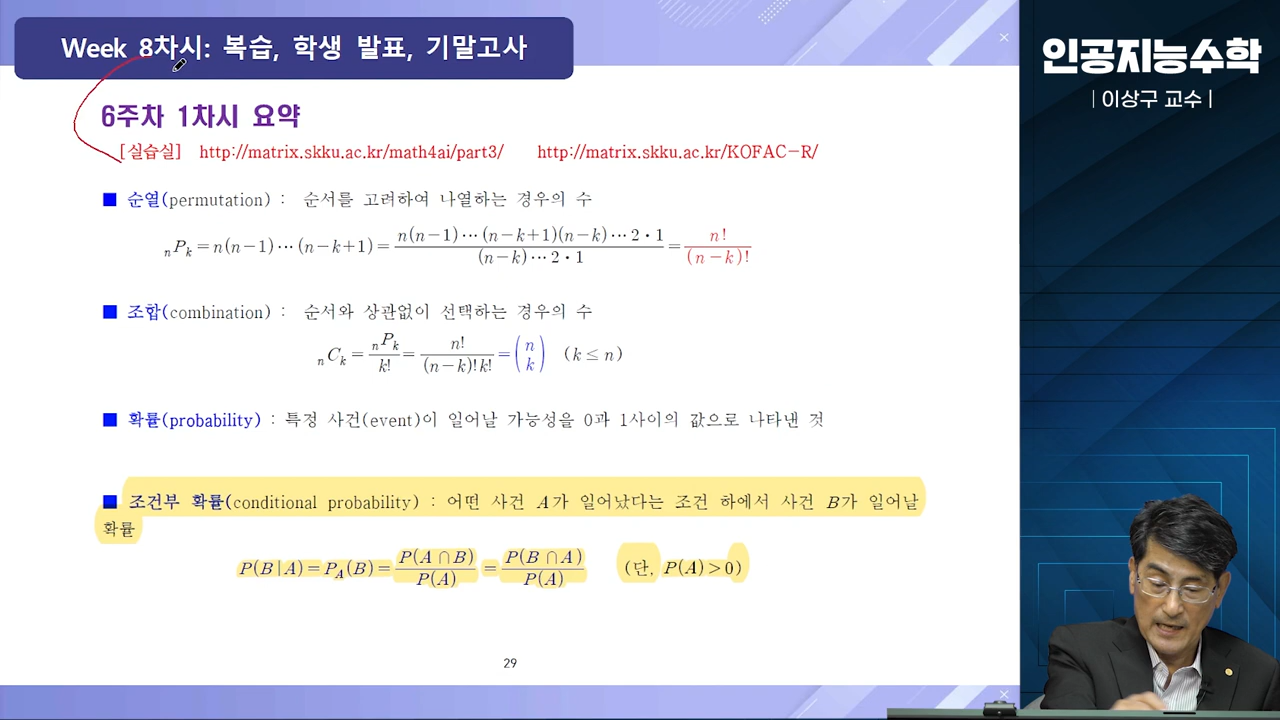 Week 8차시: 복습, 학생 발표, 기말고사
인공지능수학
| 이상구 교수 |
6주차 1차시 요약
[실습실] http://matrix.skku.ac.kr/math4ai/part3/ http://matrix.skku.ac.kr/KOFAC-R/
■ 순열(permutation) : 순서를 고려하여 나열하는 경우의 수
ₙPₖ = n(n-1)⋯(n-k+1) = n(n-1)⋯(n-k+1)(n-k)⋯2·1 / (n-k)⋯2·1 = n! / (n-k)!
■ 조합(combination) : 순서와 상관없이 선택하는 경우의 수
ₙCₖ = ₙPₖ / k! = n! / (n-k)!k! = (n k) (k ≤ n)
■ 확률(probability) : 특정 사건(event)이 일어날 가능성을 0과 1사이의 값으로 나타낸 것
■ 조건부 확률(conditional probability) : 어떤 사건 A가 일어났다는 조건 하에서 사건 B가 일어날
확률
P(B|A) = P_A(B) = P(A∩B) / P(A) = P(B∩A) / P(A) (단, P(A)>0)
29